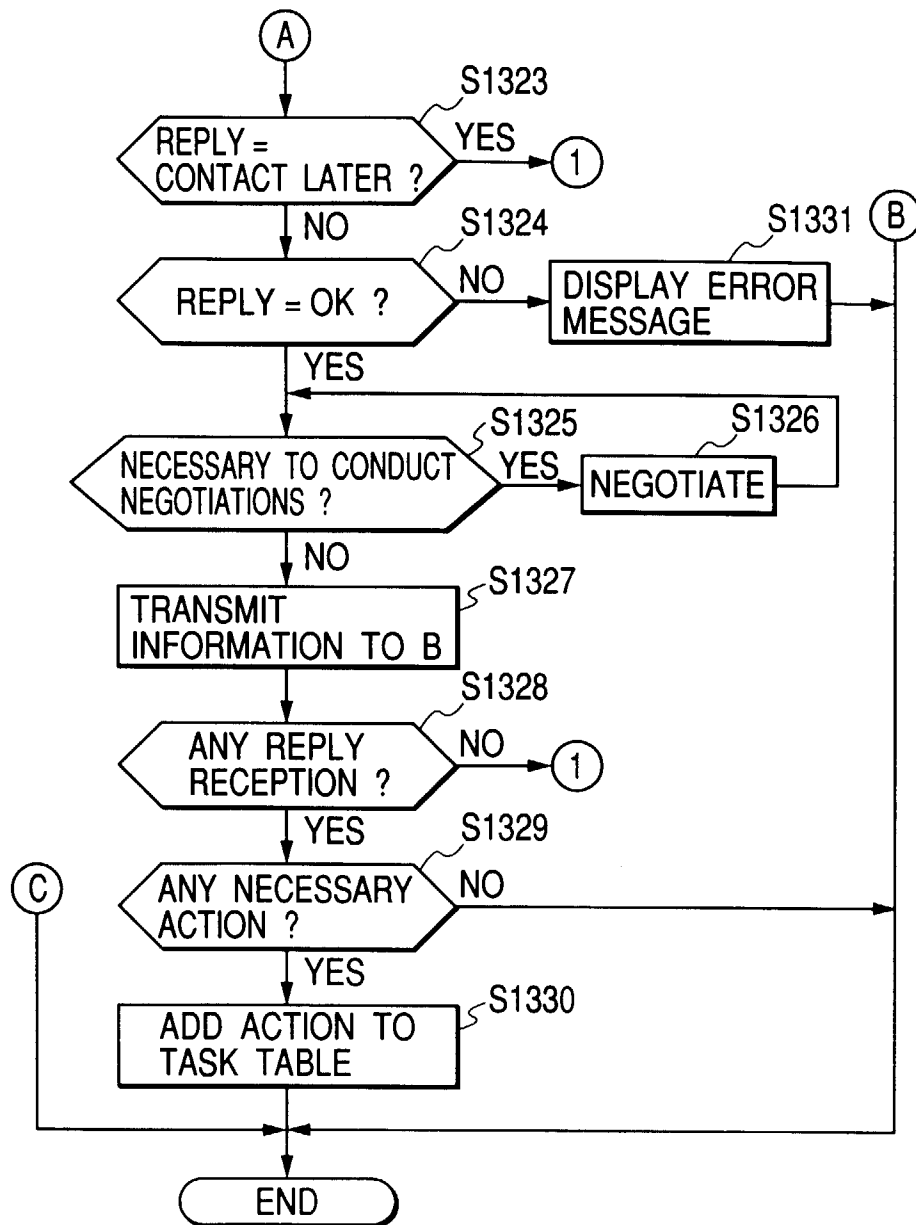 A
S1323
REPLY =
CONTACT LATER ?
YES
1
NO
B
S1324
REPLY = OK ?
NO
S1331
DISPLAY ERROR
MESSAGE
YES
S1325
NECESSARY TO CONDUCT
NEGOTIATIONS ?
YES
S1326
NEGOTIATE
NO
S1327
TRANSMIT
INFORMATION TO B
S1328
ANY REPLY
RECEPTION ?
NO
1
YES
S1329
C
ANY NECESSARY
ACTION ?
NO
YES
S1330
ADD ACTION TO
TASK TABLE
END